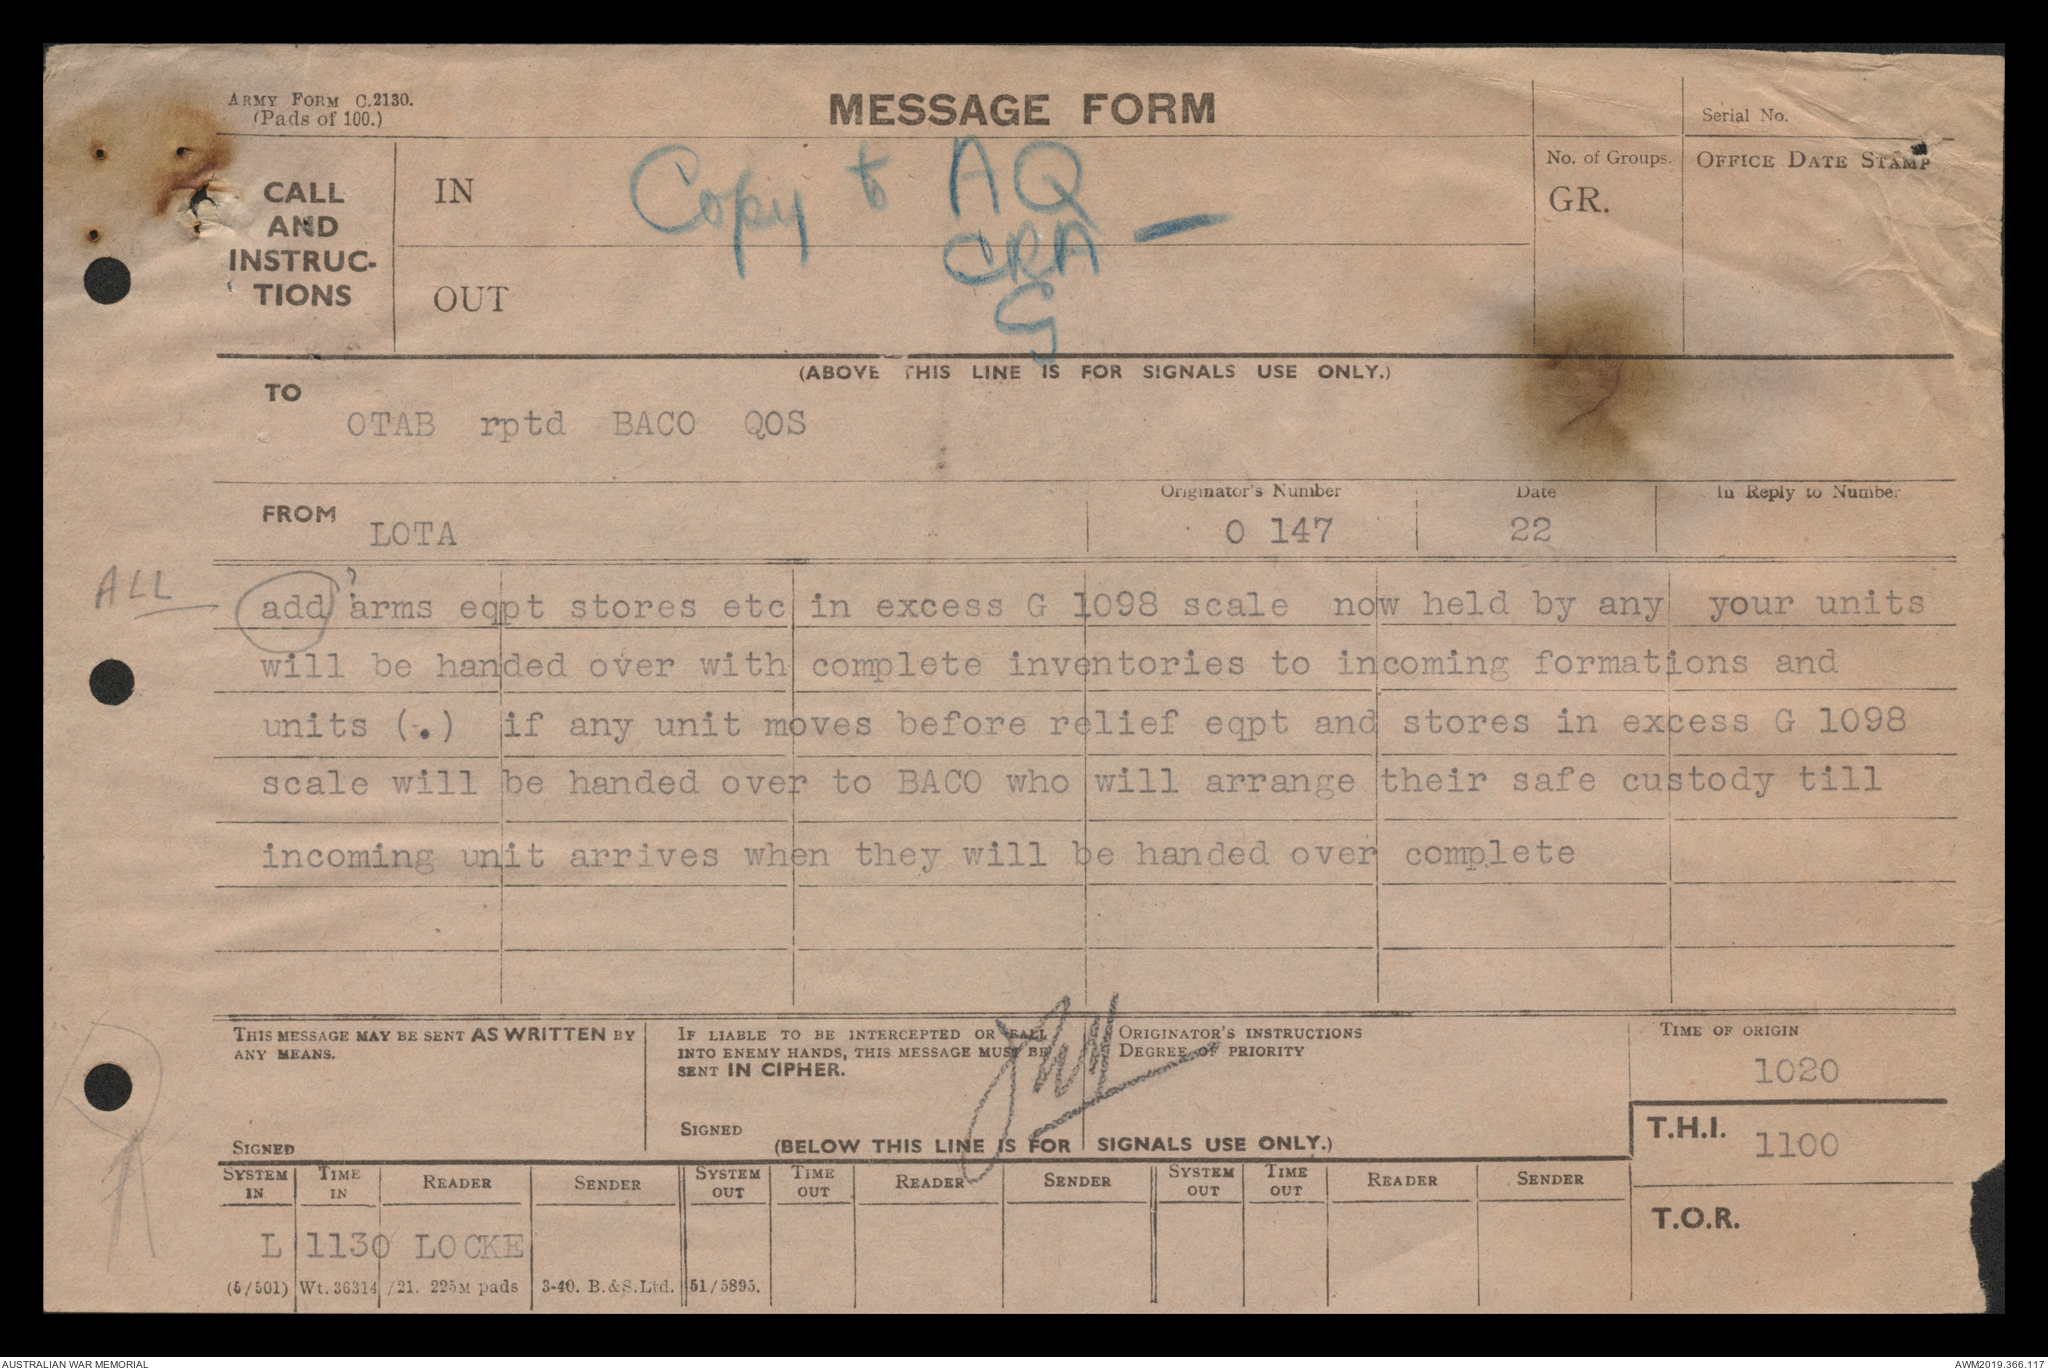 ARMY FORM C.2130.
(Pads of 100.)
MESSAGE FORM
Serial No.
CALL
AND
INSTRUC-
TIONS
IN
OUT
Copy to AQ
CRA
G
No. of Groups.
GR.
OFFICE DATE STAMP
(ABOVE THIS LINE IS FOR SIGNALS USE ONLY.)
TO
OTAB rptd BACO QOS
FROM
LOTA
Originator's Number
O 147
Date
22
In Reply to Number
ALL
?
add arms eqpt stores etc in excess G 1098 scale now held by any your units
will be handed over with complete inventories to incoming formations and
units (.) if any unit moves before relief eqpt and stores in excess G 1098
scale will be handed over to BACO who will arrange their safe custody till
incoming unit arrives when they will be handed over complete
THIS MESSAGE MAY BE SENT AS WRITTEN BY
ANY MEANS.
SIGNED
IF LIABLE TO BE INTERCEPTED OR FALL
INTO ENEMY HANDS, THIS MESSAGE MUST BE
SENT IN CIPHER.
SIGNED
ORIGINATOR'S INSTRUCTIONS
DEGREE OF PRIORITY
TIME OF ORIGIN
1020
T.H.I. 1100
T.O.R.
(BELOW THIS LINE IS FOR SIGNALS USE ONLY.)
SYSTEM IN TIME IN READER SENDER SYSTEM OUT TIME OUT READER SENDER SYSTEM OUT TIME OUT READER SENDER
L 1130 LOCKE
(5/501) Wt. 36314/21. 225M pads 3-40. B.&S.Ltd. 51/5895.
AUSTRALIAN WAR MEMORIAL
AWM2019.366.117